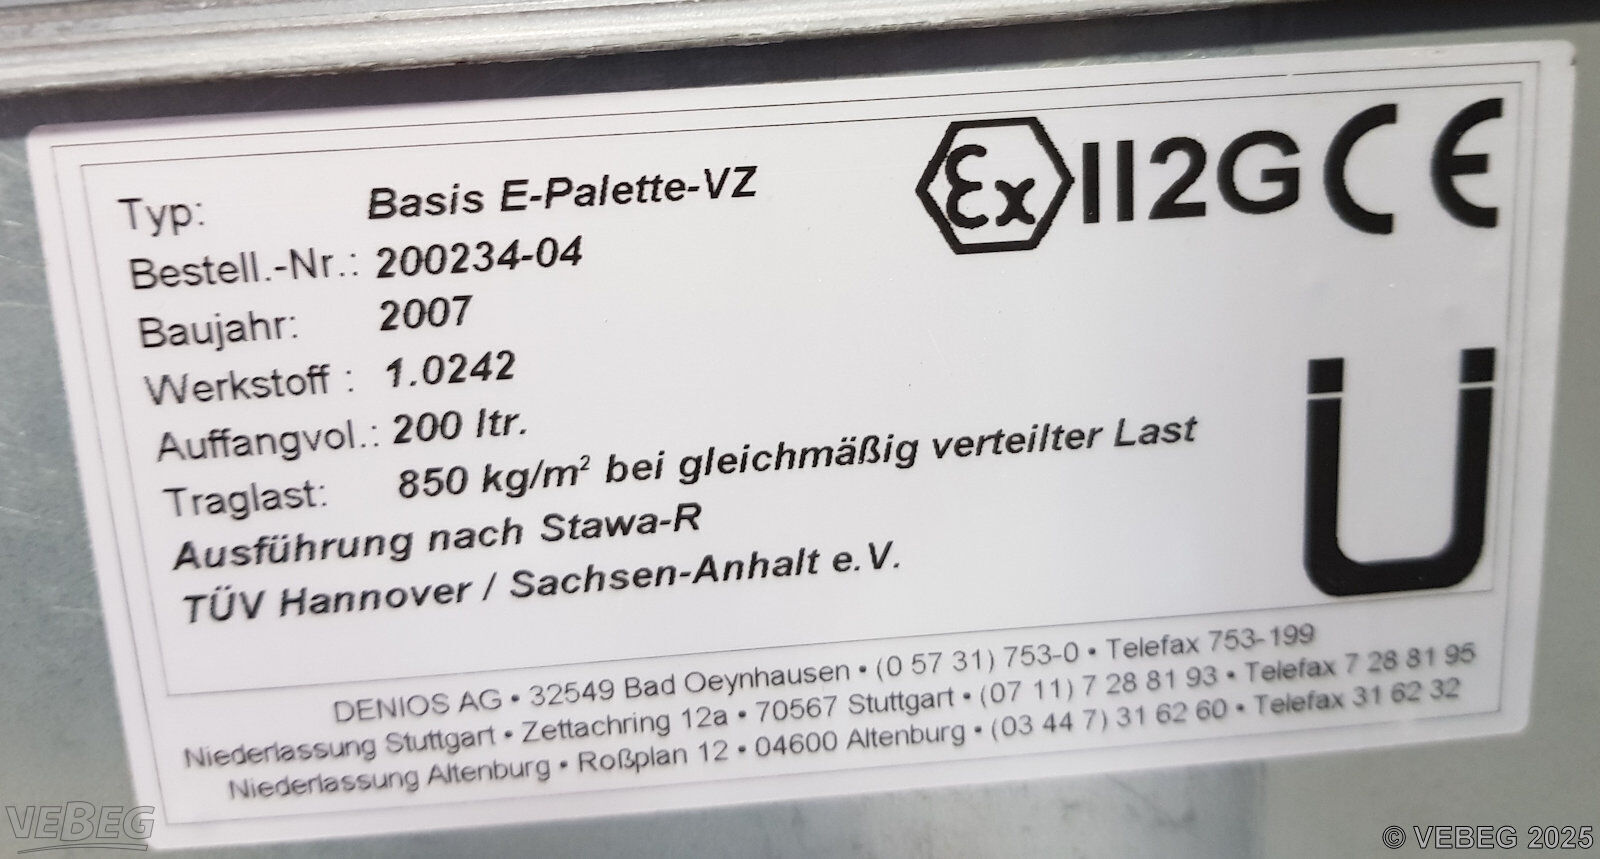 Typ: Basis E-Palette-VZ
Ex II2G CE
Bestell.-Nr.: 200234-04
Baujahr: 2007
Werkstoff : 1.0242
Auffangvol.: 200 ltr.
Traglast: 850 kg/m² bei gleichmäßig verteilter Last
Ausführung nach Stawa-R
TÜV Hannover / Sachsen-Anhalt e.V.
Ü
DENIOS AG • 32549 Bad Oeynhausen • (0 57 31) 753-0 • Telefax 753-199
Niederlassung Stuttgart • Zettachring 12a • 70567 Stuttgart • (07 11) 7 28 81 93 • Telefax 7 28 81 95
Niederlassung Altenburg • Roßplan 12 • 04600 Altenburg • (03 44 7) 31 62 60 • Telefax 31 62 32
VEBEG
© VEBEG 2025